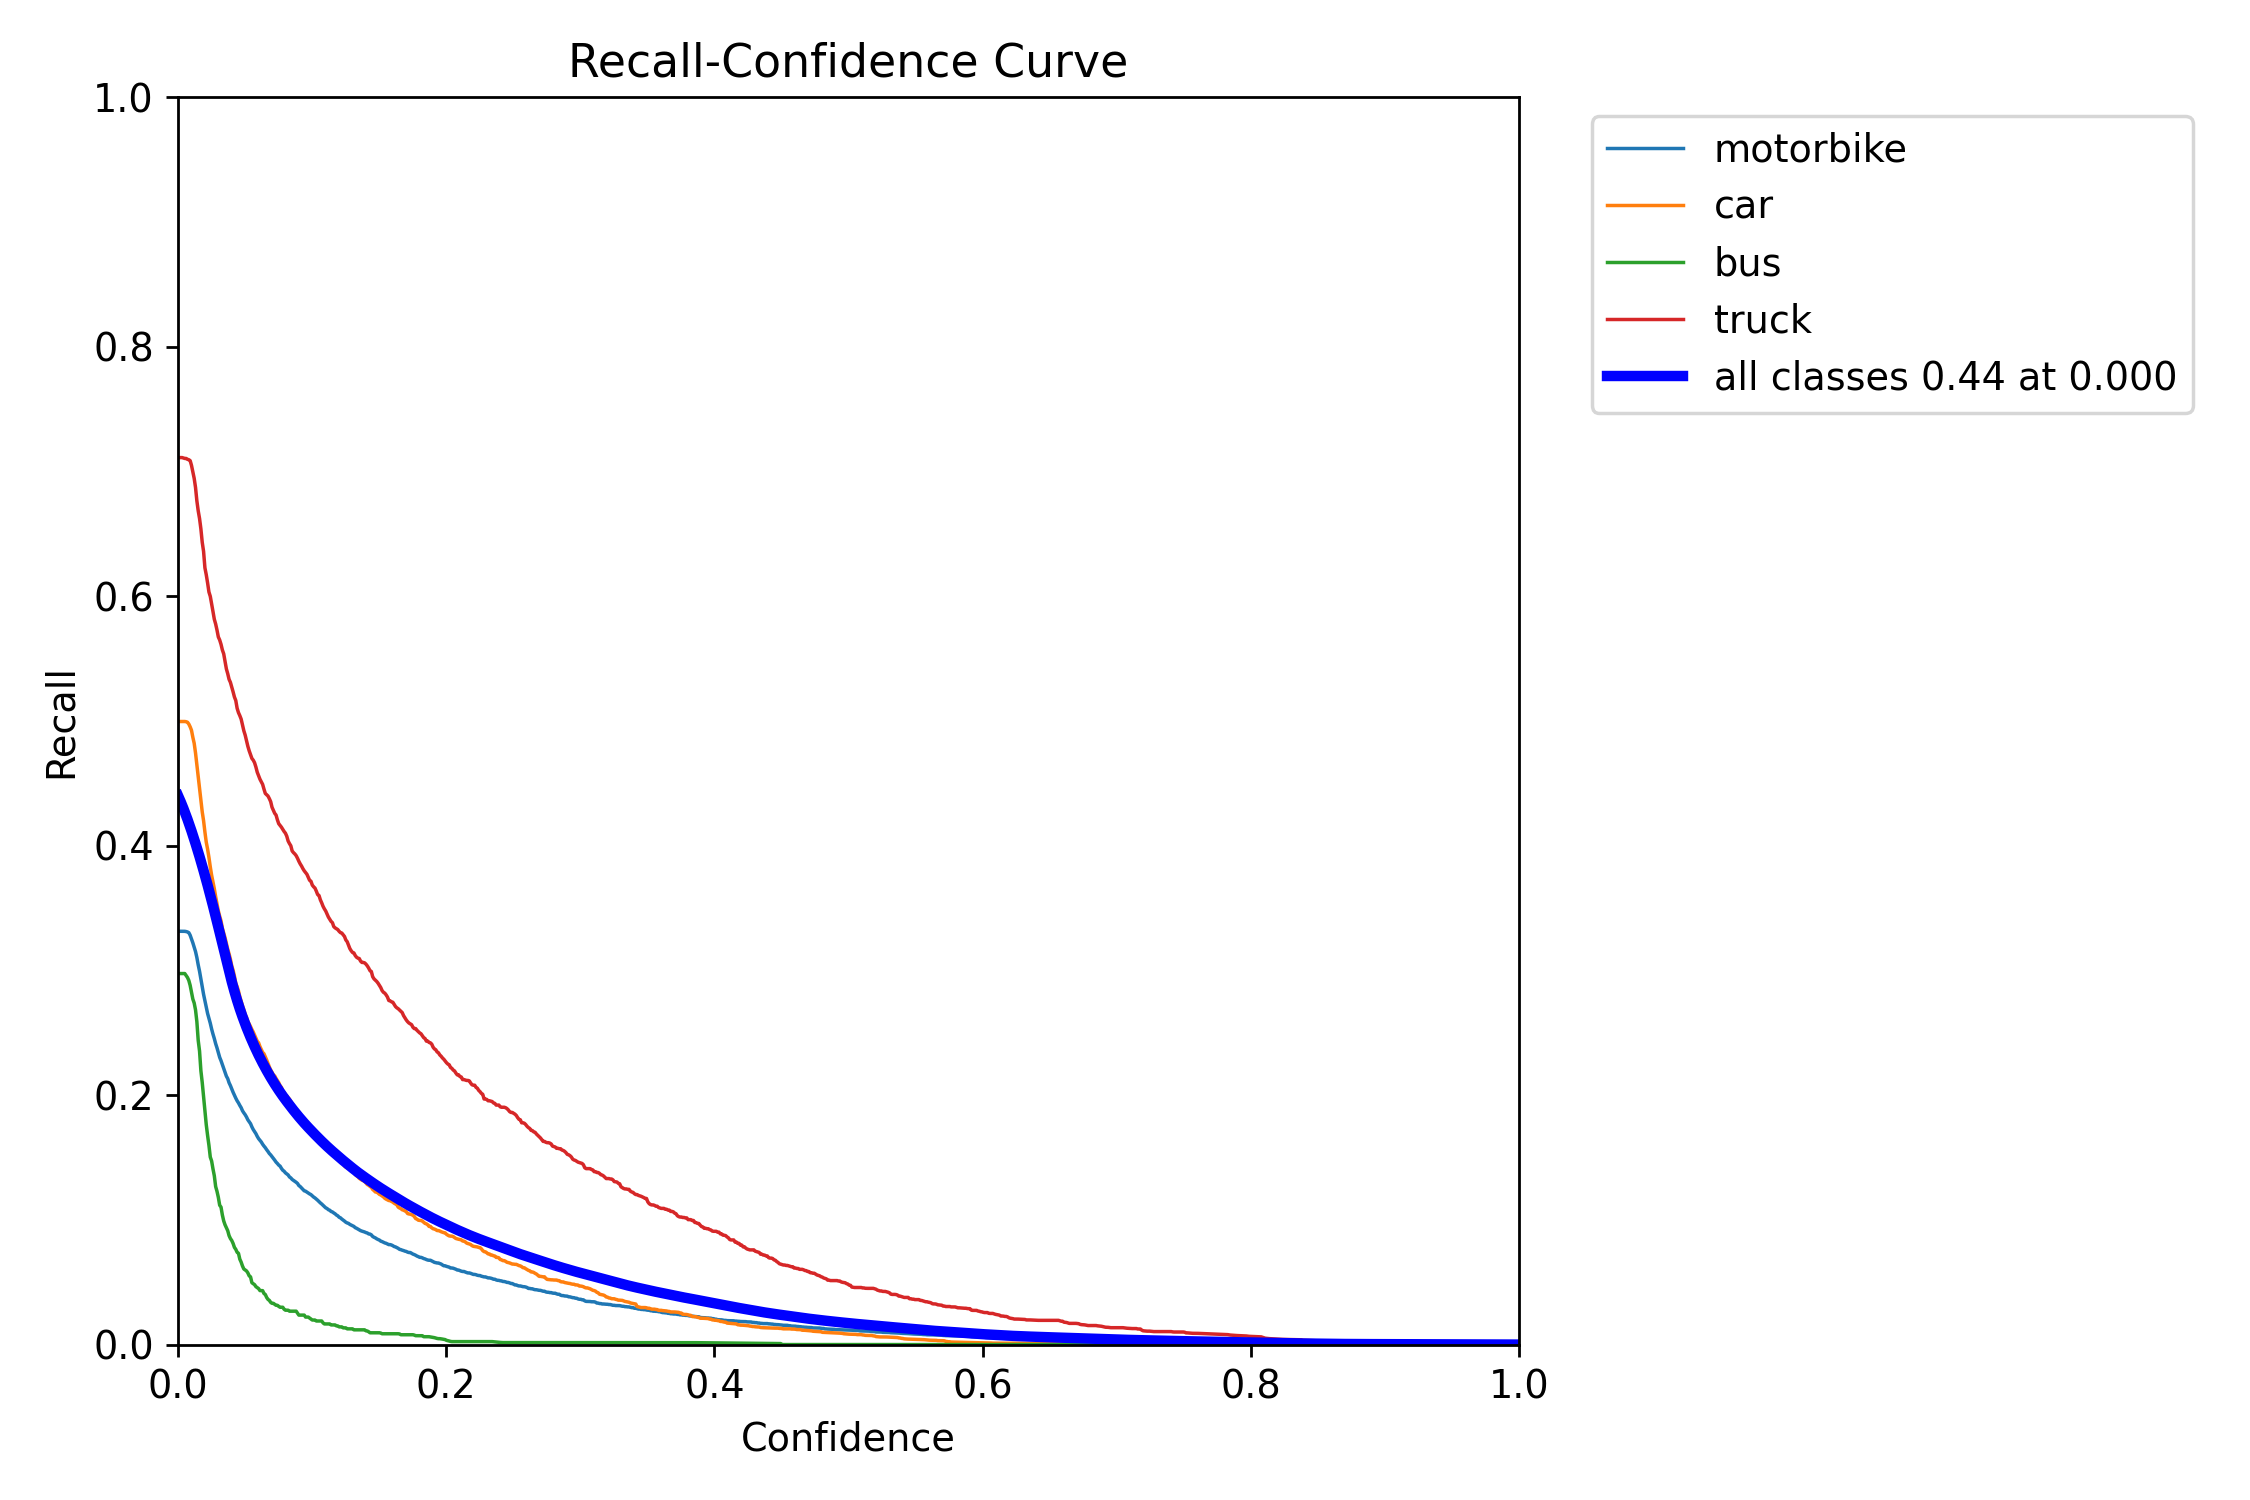 Recall-Confidence Curve
1.0
0.8
0.6
0.4
0.2
0.0
Recall
0.0 0.2 0.4 0.6 0.8 1.0
Confidence
motorbike
car
bus
truck
all classes 0.44 at 0.000